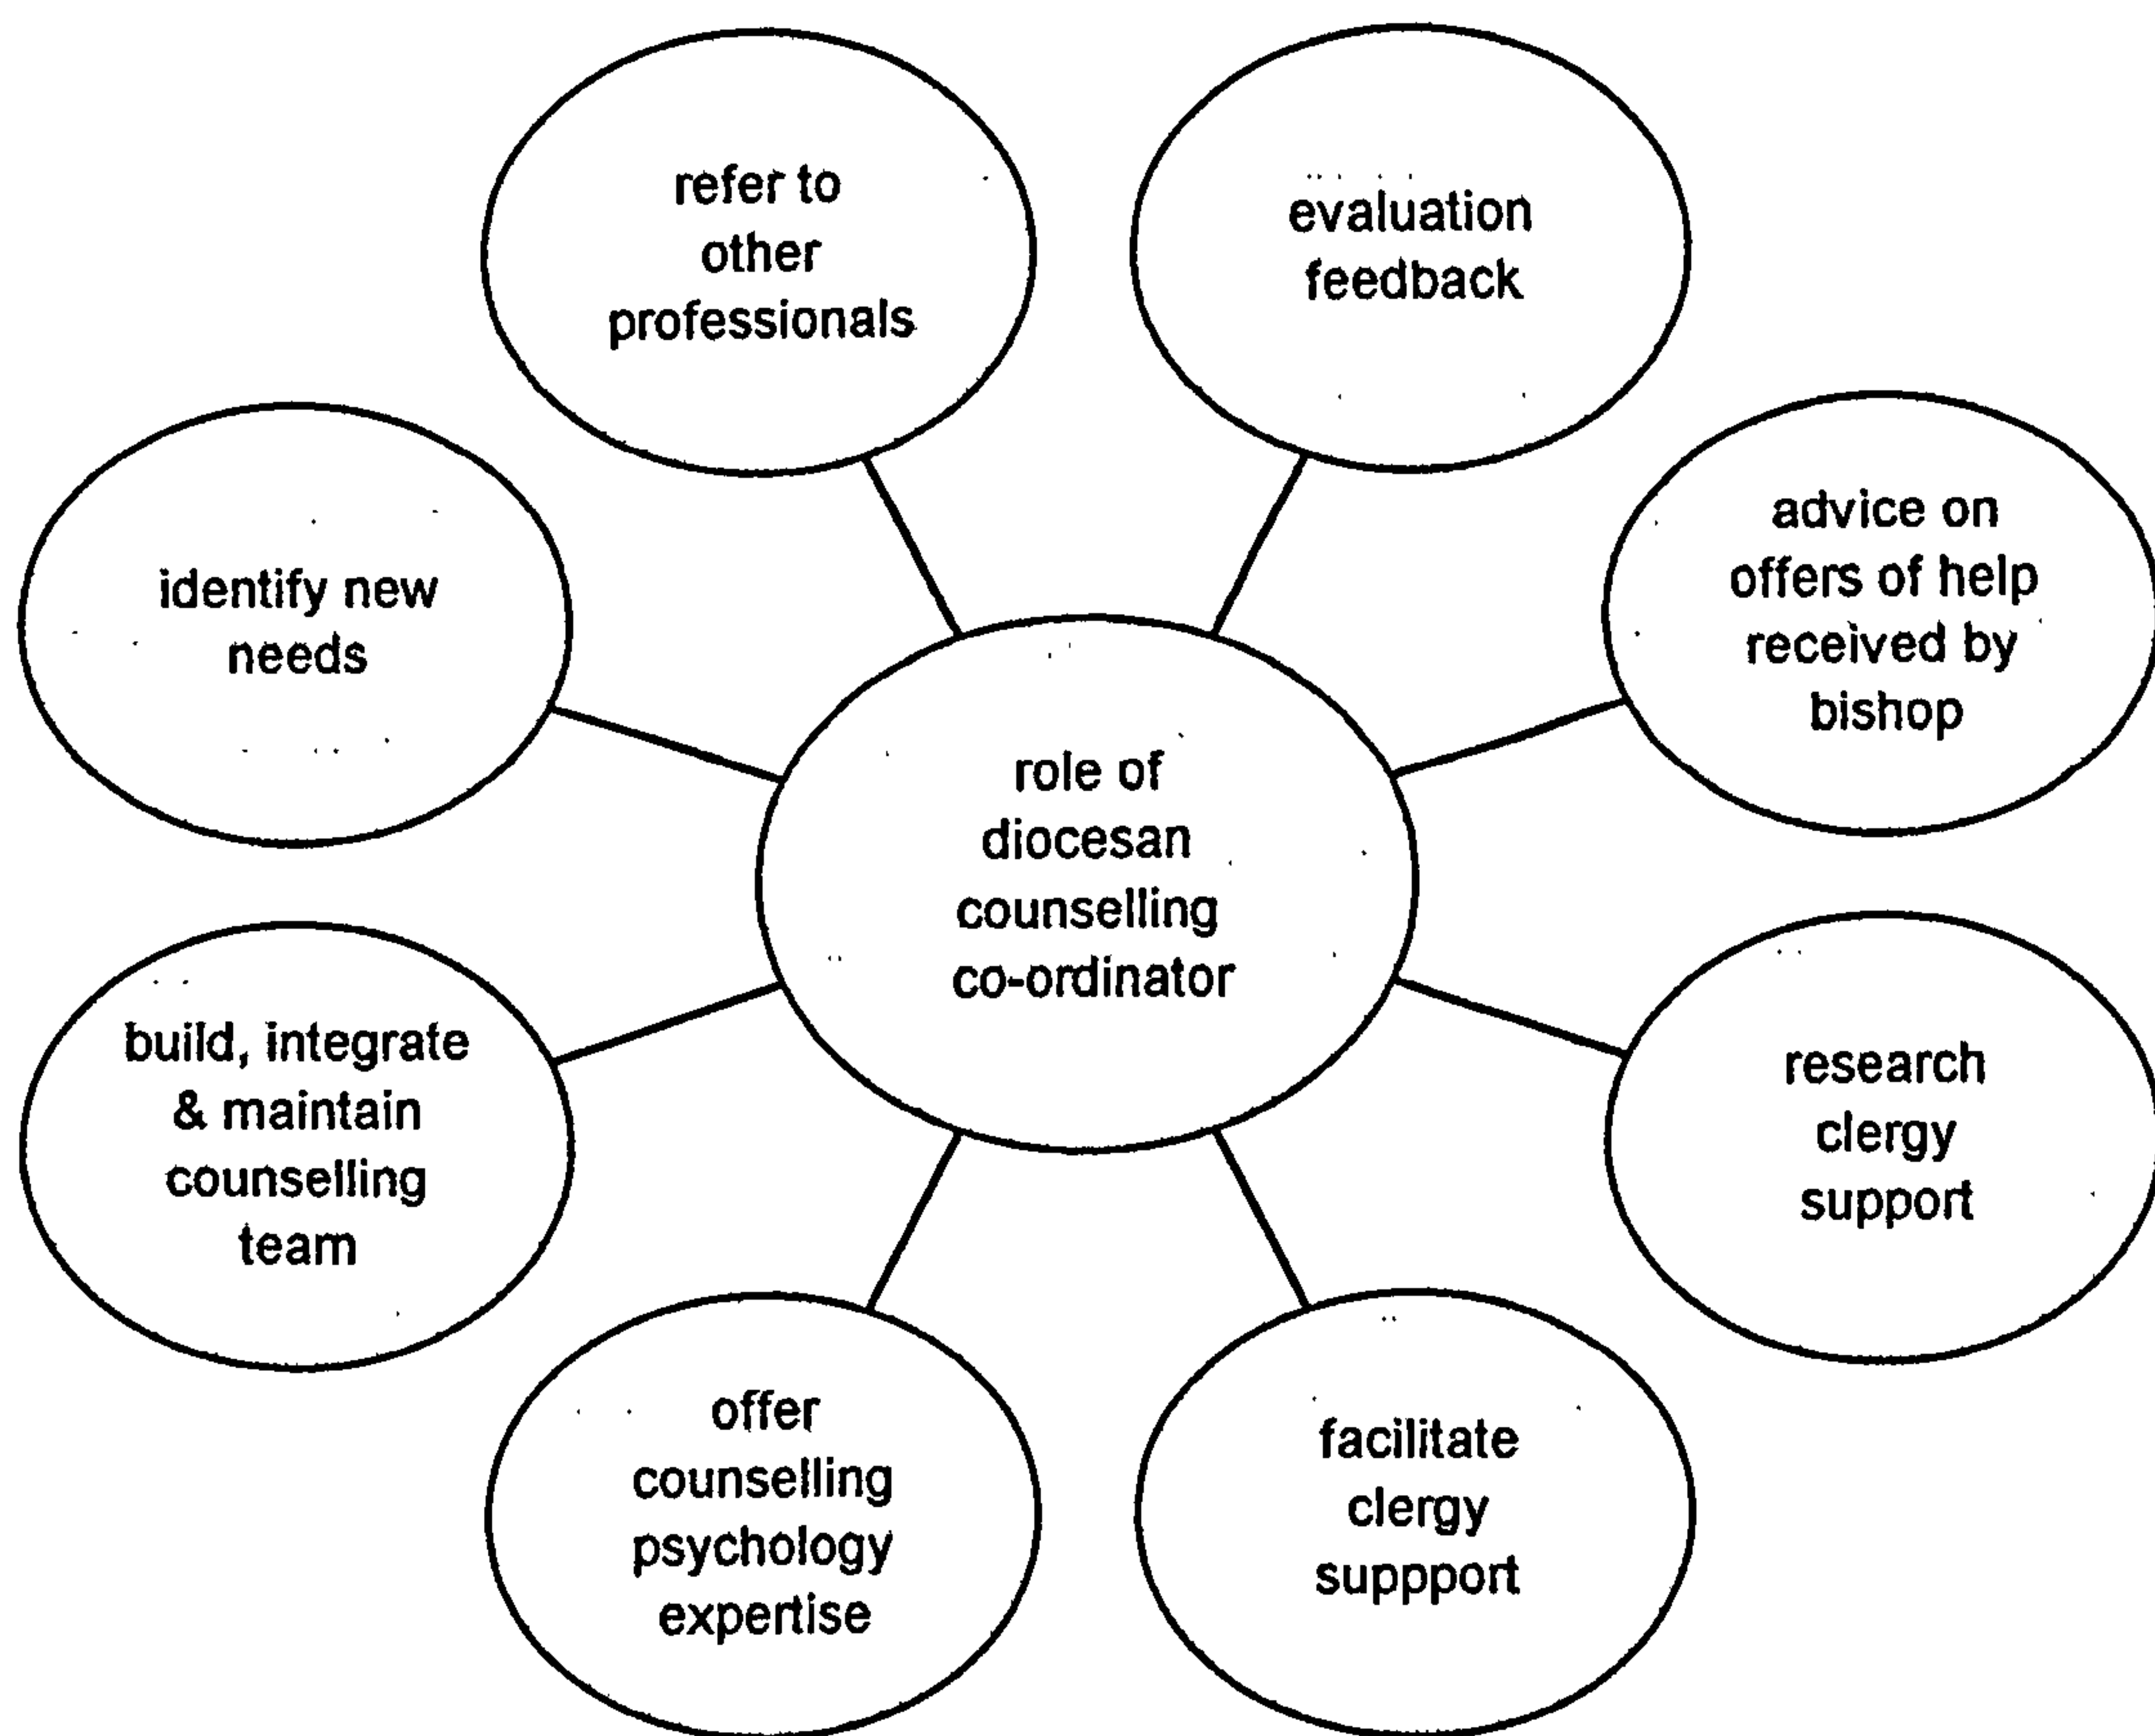 refer to
other
professionals
evaluation
feedback
advice on
offers of help
received by
bishop
identify new
needs
role of
diocesan
counselling
co-ordinator
research
clergy
support
build, integrate
& maintain
counselling
team
offer
counselling
psychology
expertise
facilitate
clergy
suppport